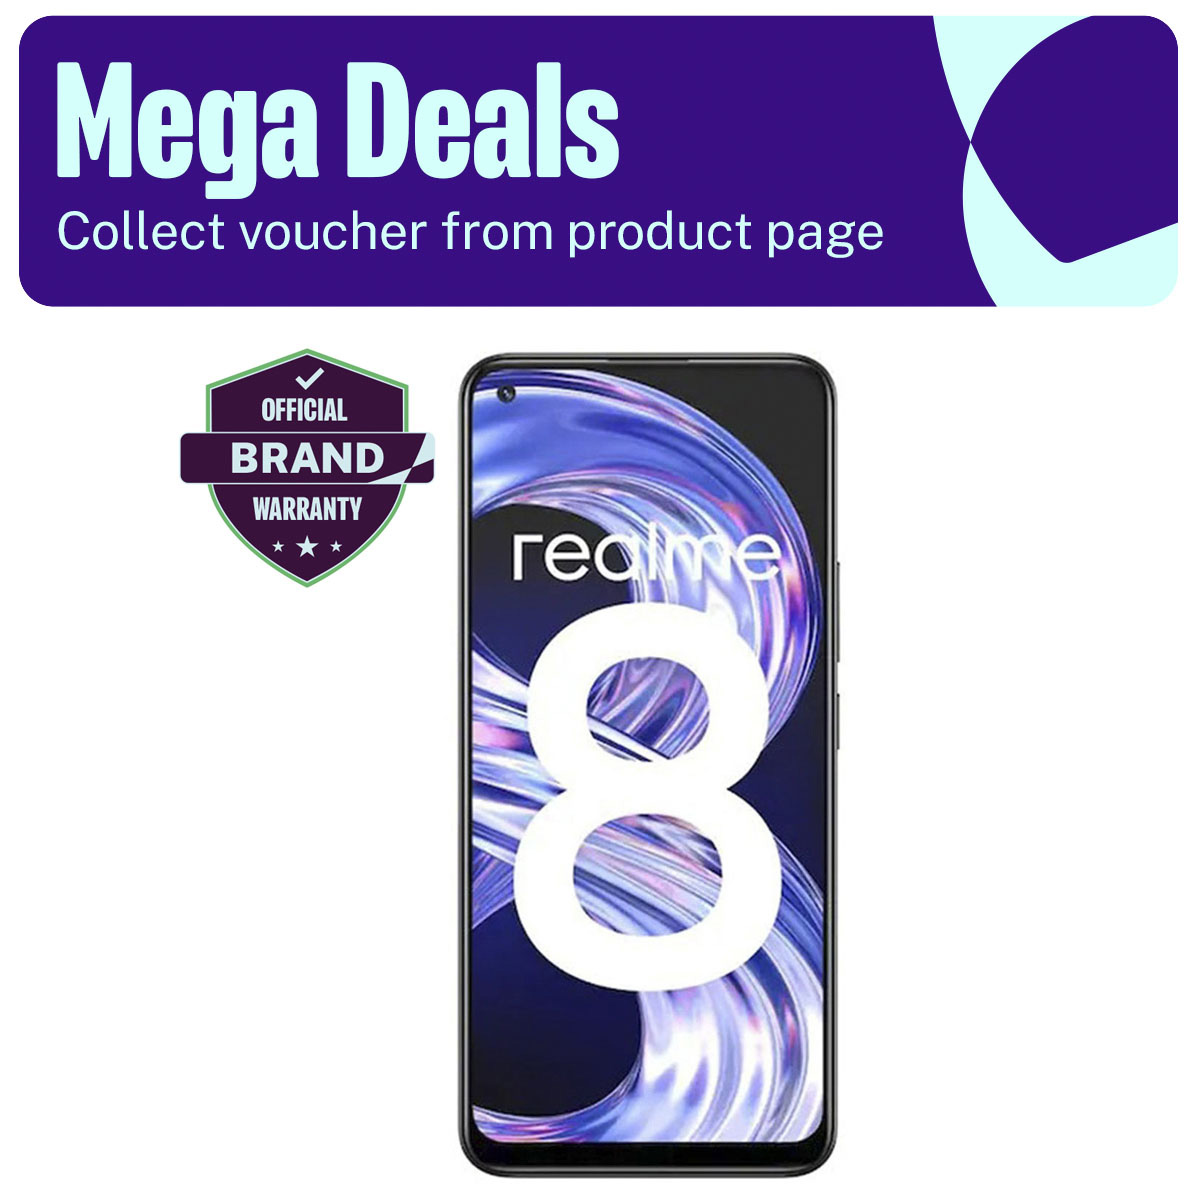 Mega Deals
Collect voucher from product page
OFFICIAL
BRAND
WARRANTY
realme
8